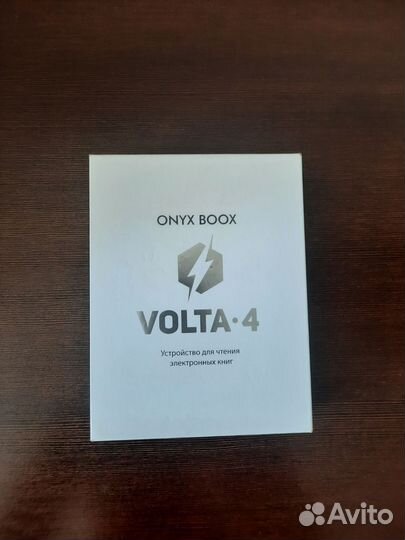 ONYX BOOX
VOLTA·4
Устройство для чтения
электронных книг
Avito